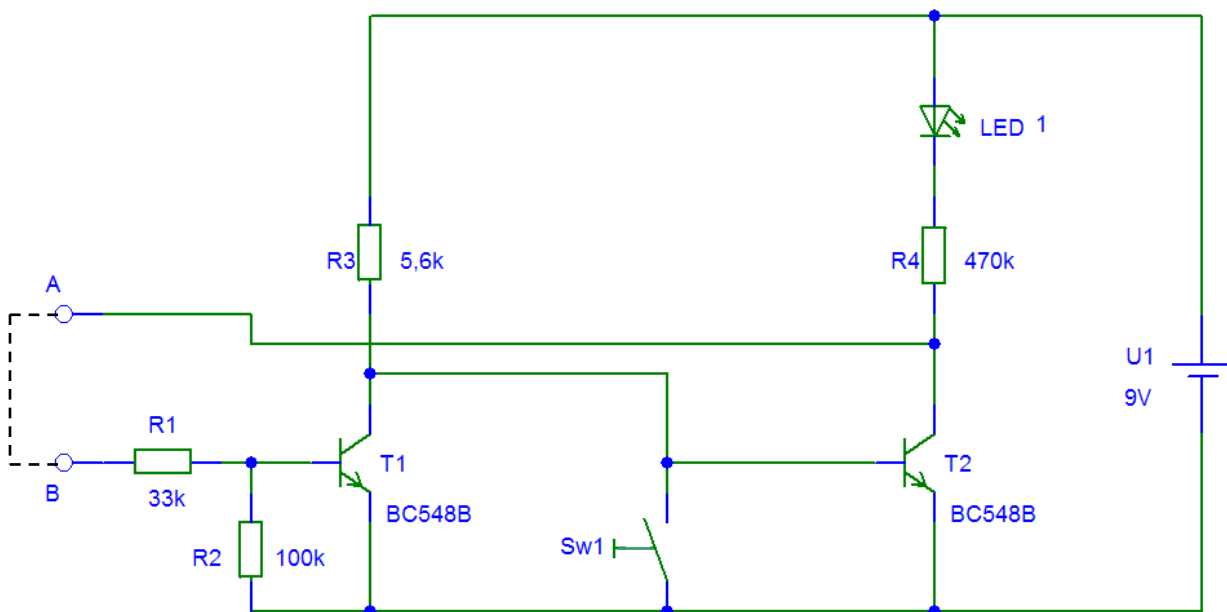 LED 1
R3 5,6k
R4 470k
A
U1
9V
R1
T1
T2
B
33k
BC548B
BC548B
Sw1
R2 100k